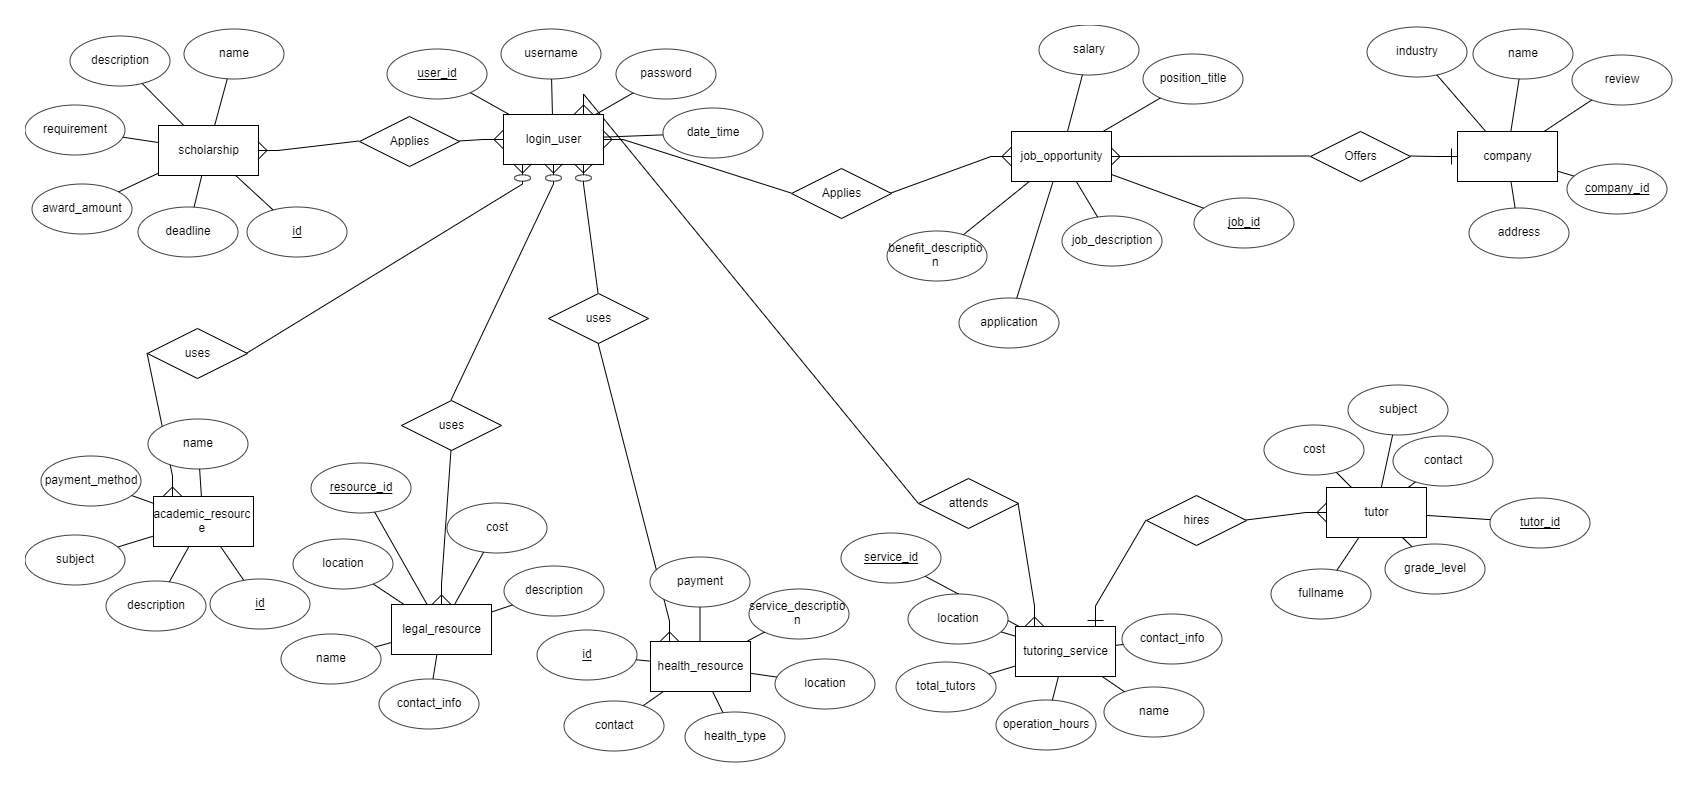 description
name
requirement
scholarship
award_amount
deadline
id
Applies
user_id
username
password
login_user
date_time
Applies
salary
position_title
job_opportunity
benefit_descriptio
n
job_description
job_id
application
Offers
industry
name
review
company
company_id
address
uses
uses
uses
name
payment_method
academic_resourc
e
subject
description
id
resource_id
cost
location
description
legal_resource
name
contact_info
payment
service_descriptio
n
id
health_resource
location
contact
health_type
attends
service_id
location
tutoring_service
contact_info
total_tutors
operation_hours
name
hires
subject
cost
contact
tutor
tutor_id
grade_level
fullname